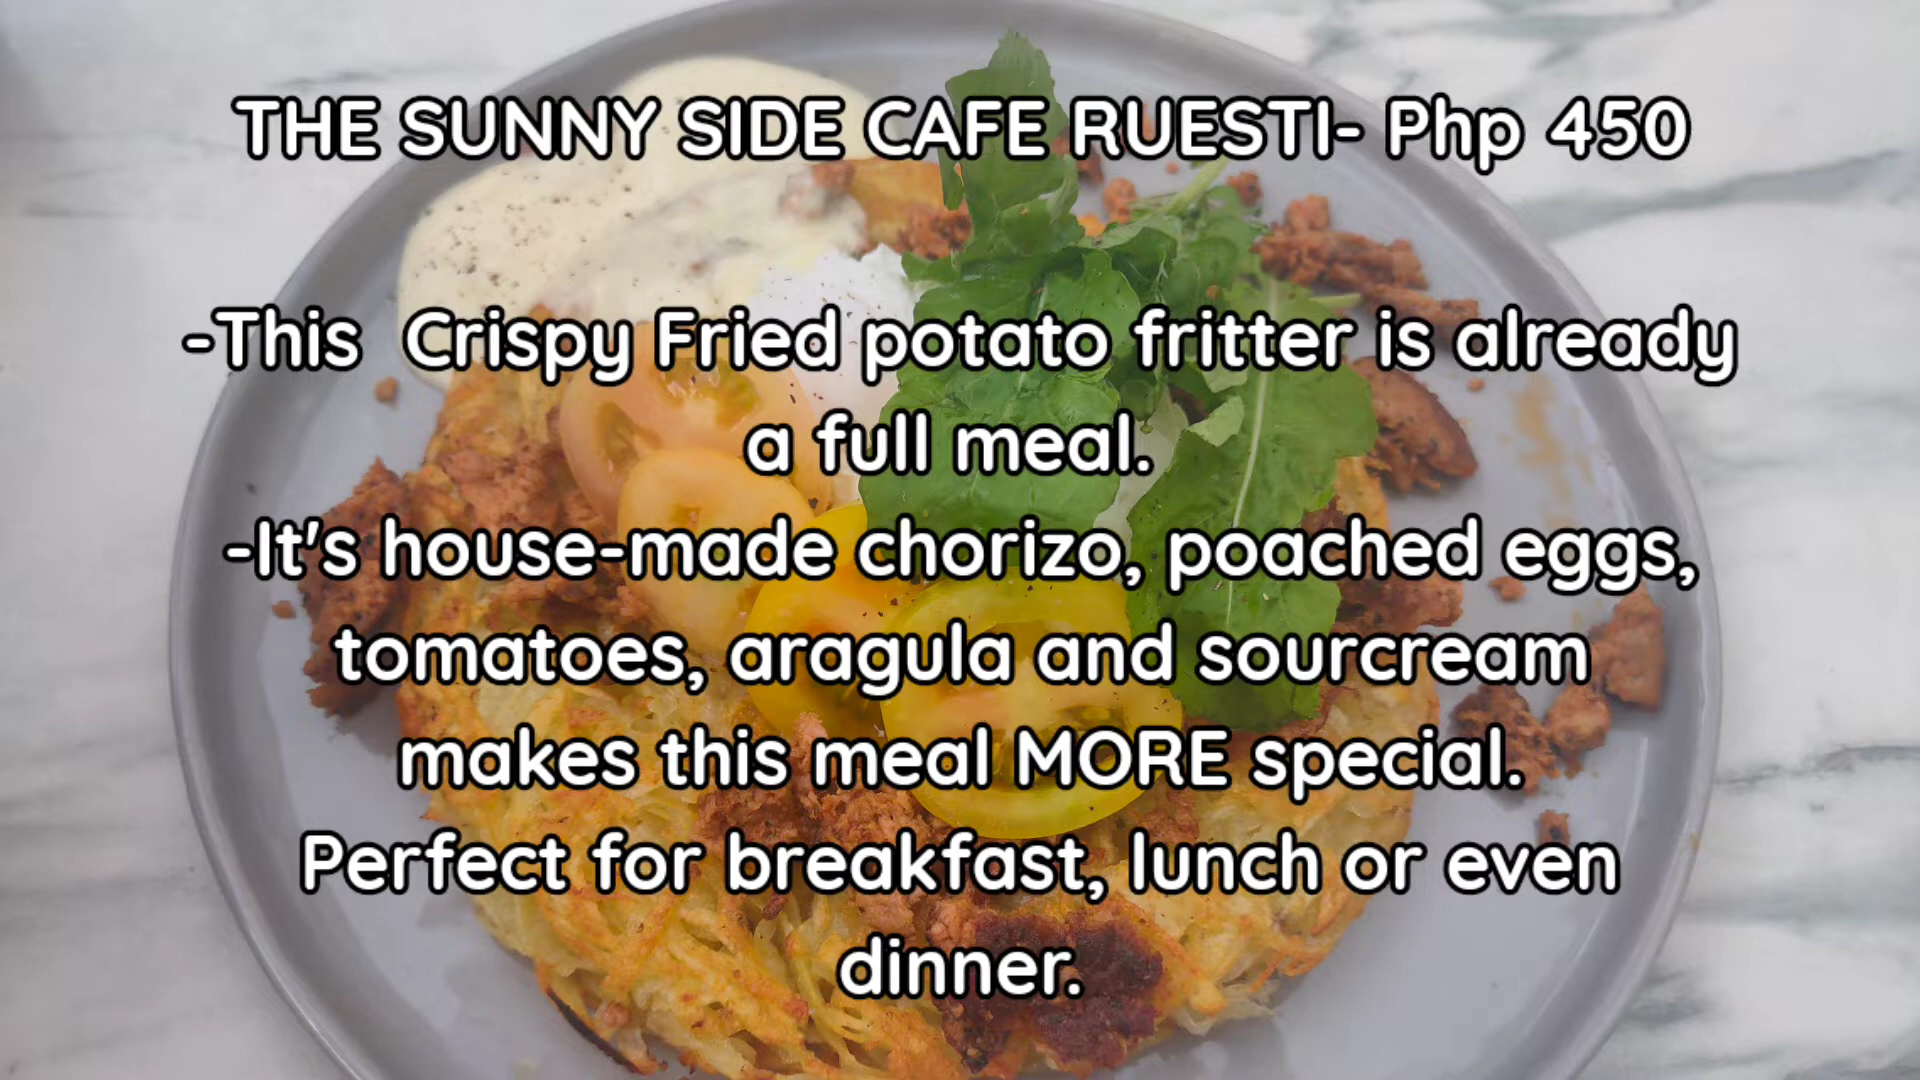 THE SUNNY SIDE CAFE RUESTI- Php 450
-This  Crispy Fried potato fritter is already
a full meal.
-It's house-made chorizo, poached eggs,
tomatoes, aragula and sourcream
makes this meal MORE special.
Perfect for breakfast, lunch or even
dinner.